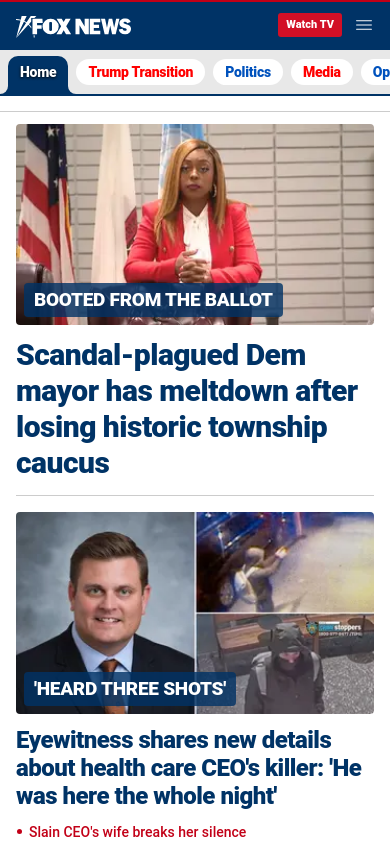 FOX NEWS
Watch TV
Home
Trump Transition
Politics
Media
Op
BOOTED FROM THE BALLOT
Scandal-plagued Dem
mayor has meltdown after
losing historic township
caucus
'HEARD THREE SHOTS'
Eyewitness shares new details
about health care CEO's killer: 'He
was here the whole night'
Slain CEO's wife breaks her silence